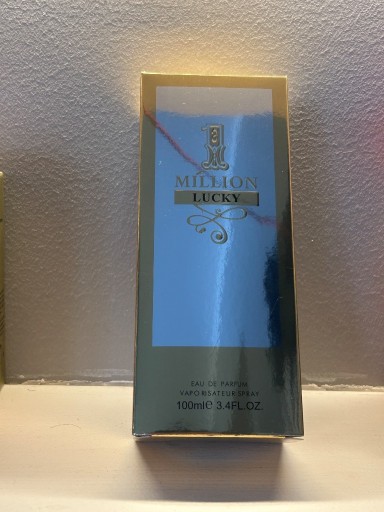 1
MILLION
LUCKY
EAU DE PARFUM
VAPORISATEUR SPRAY
100ml℮ 3.4FL.OZ.